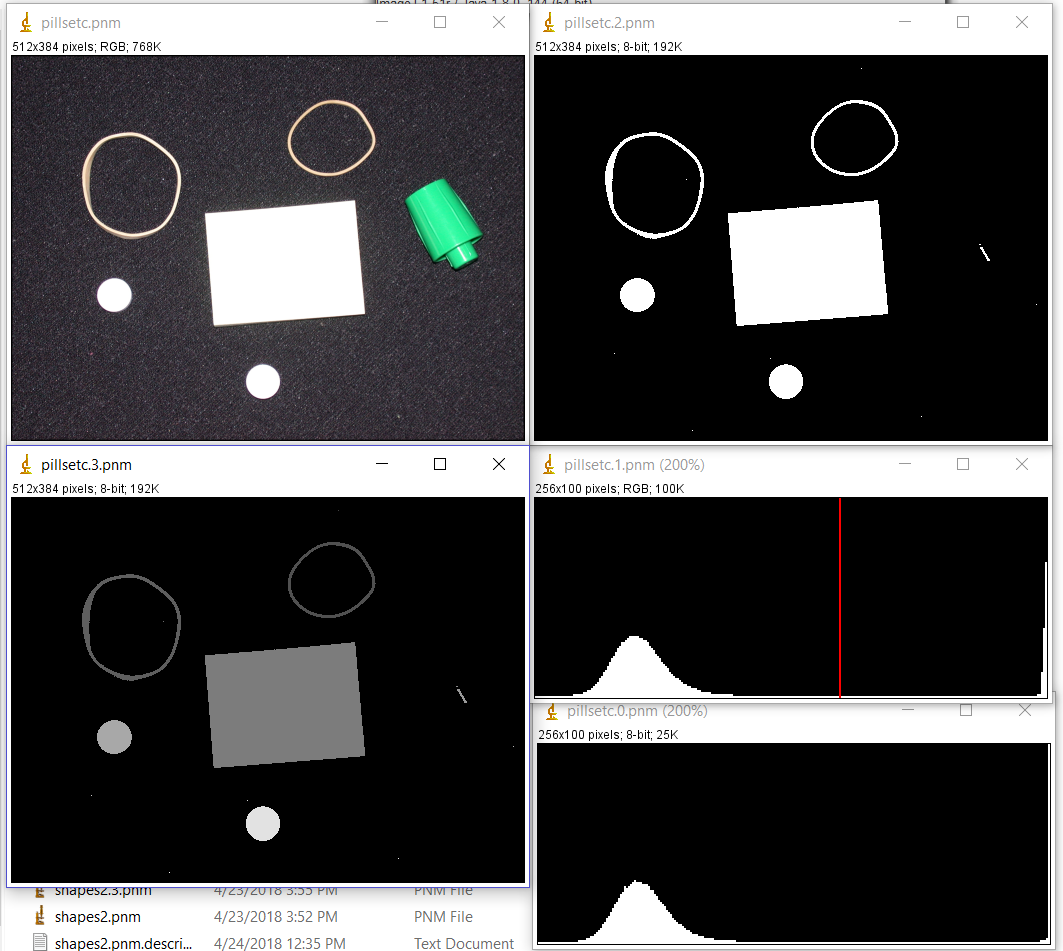 pillsetc.pnm
512x384 pixels; RGB; 768K
pillsetc.2.pnm
512x384 pixels; 8-bit; 192K
pillsetc.3.pnm
512x384 pixels; 8-bit; 192K
pillsetc.1.pnm (200%)
256x100 pixels; RGB; 100K
pillsetc.0.pnm (200%)
256x100 pixels; 8-bit; 25K
shapes2.3.pnm 4/23/2018 3:55 PM PNM File
shapes2.pnm 4/23/2018 3:52 PM PNM File
shapes2.pnm.descri... 4/24/2018 12:35 PM Text Document